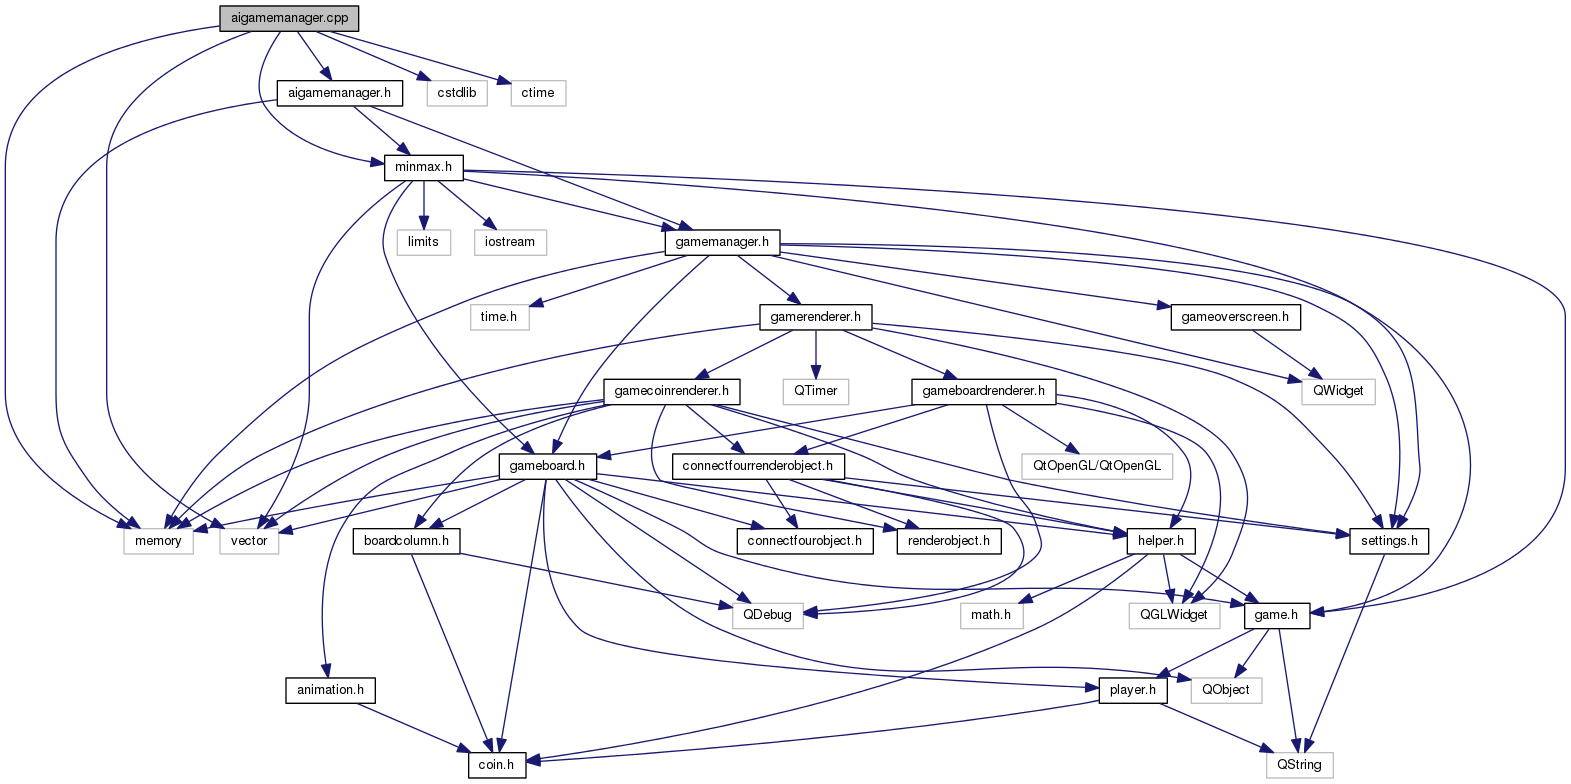 aigamemanager.cpp
aigamemanager.h
cstdlib
ctime
minmax.h
limits
iostream
gamemanager.h
time.h
gamerenderer.h
gameoverscreen.h
gamecoinrenderer.h
QTimer
gameboardrenderer.h
QWidget
gameboard.h
connectfourrenderobject.h
QtOpenGL/QtOpenGL
memory
vector
boardcolumn.h
connectfourobject.h
renderobject.h
helper.h
settings.h
QDebug
math.h
QGLWidget
game.h
animation.h
player.h
QObject
coin.h
QString